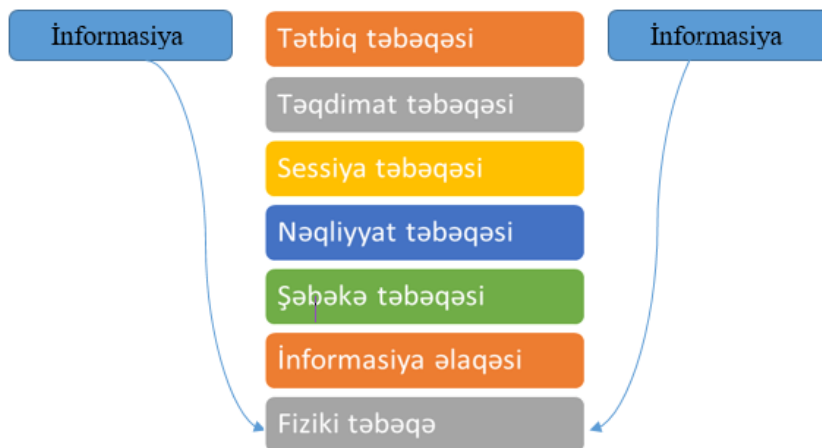 İnformasiya
Tətbiq təbəqəsi
İnformasiya
Təqdimat təbəqəsi
Sessiya təbəqəsi
Nəqliyyat təbəqəsi
Şəbəkə təbəqəsi
İnformasiya əlaqəsi
Fiziki təbəqə